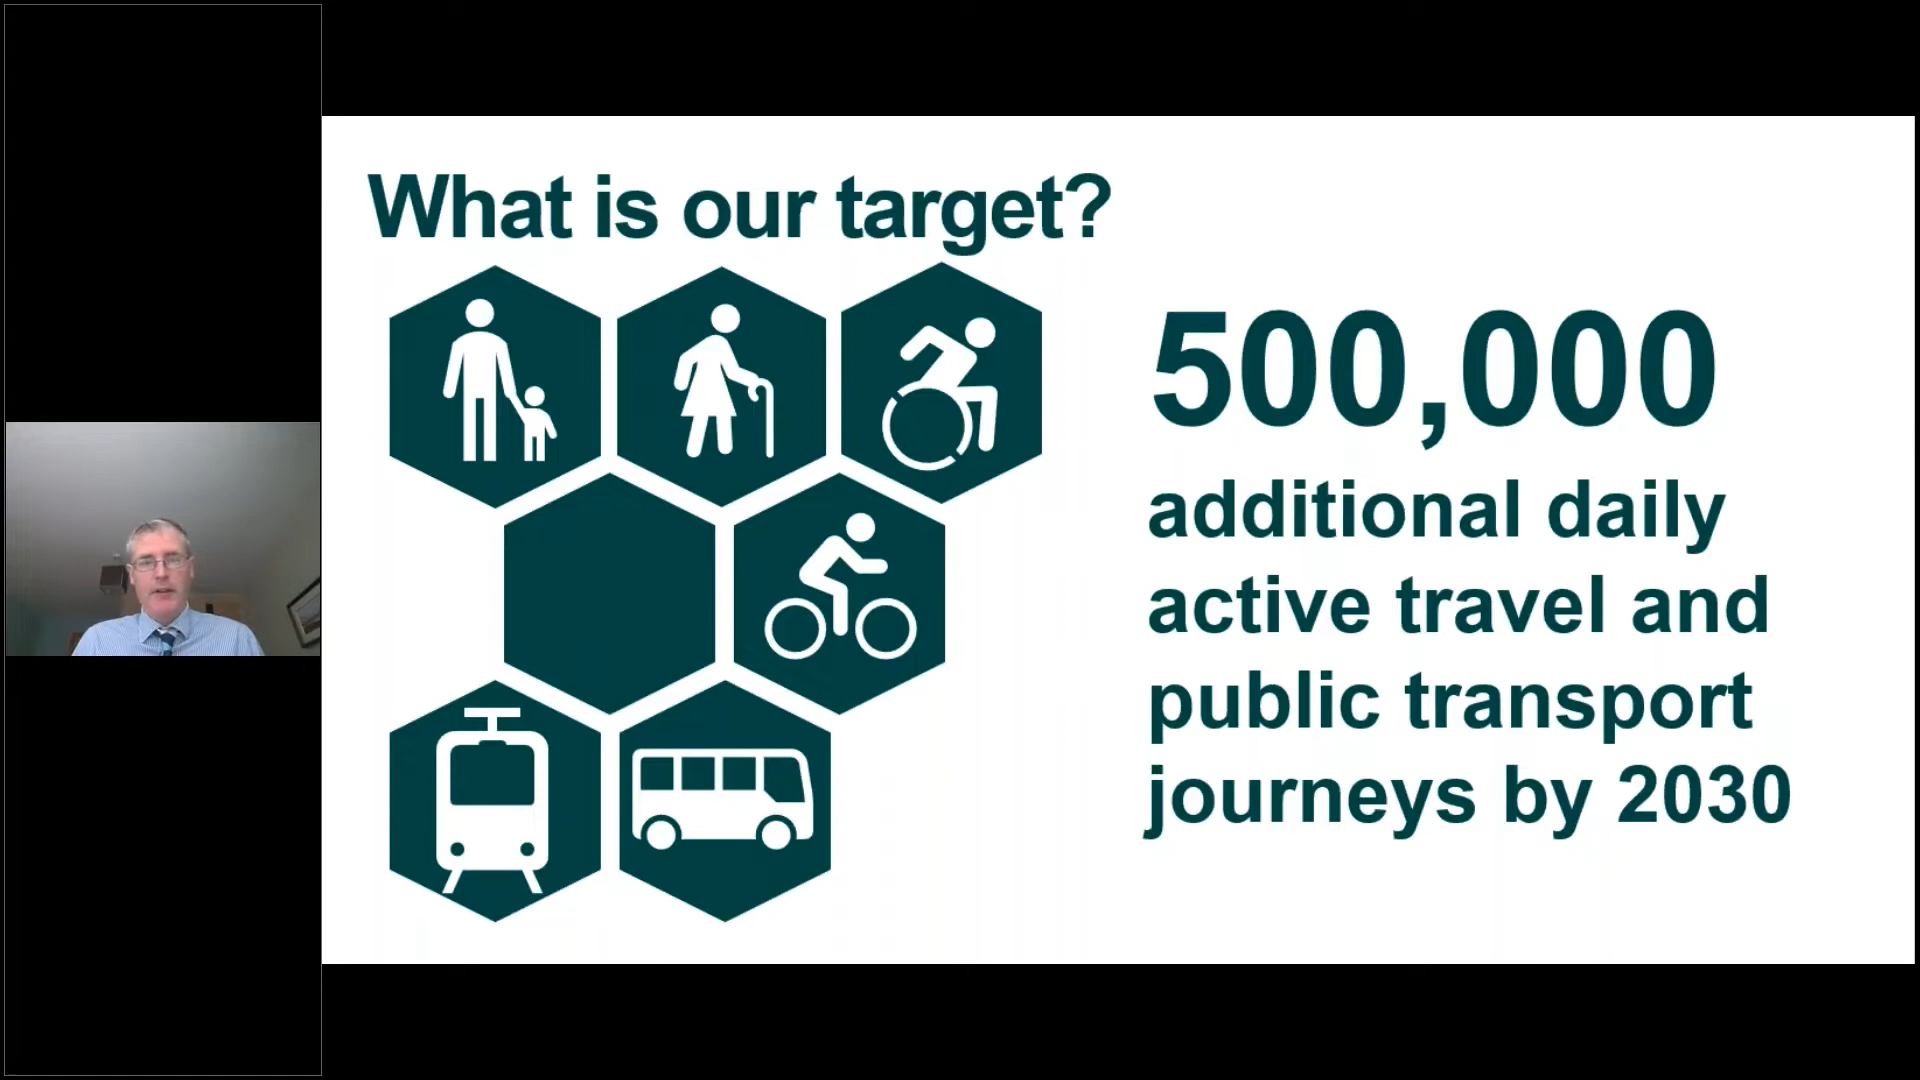 What is our target?
500,000
additional daily
active travel and
public transport
journeys by 2030